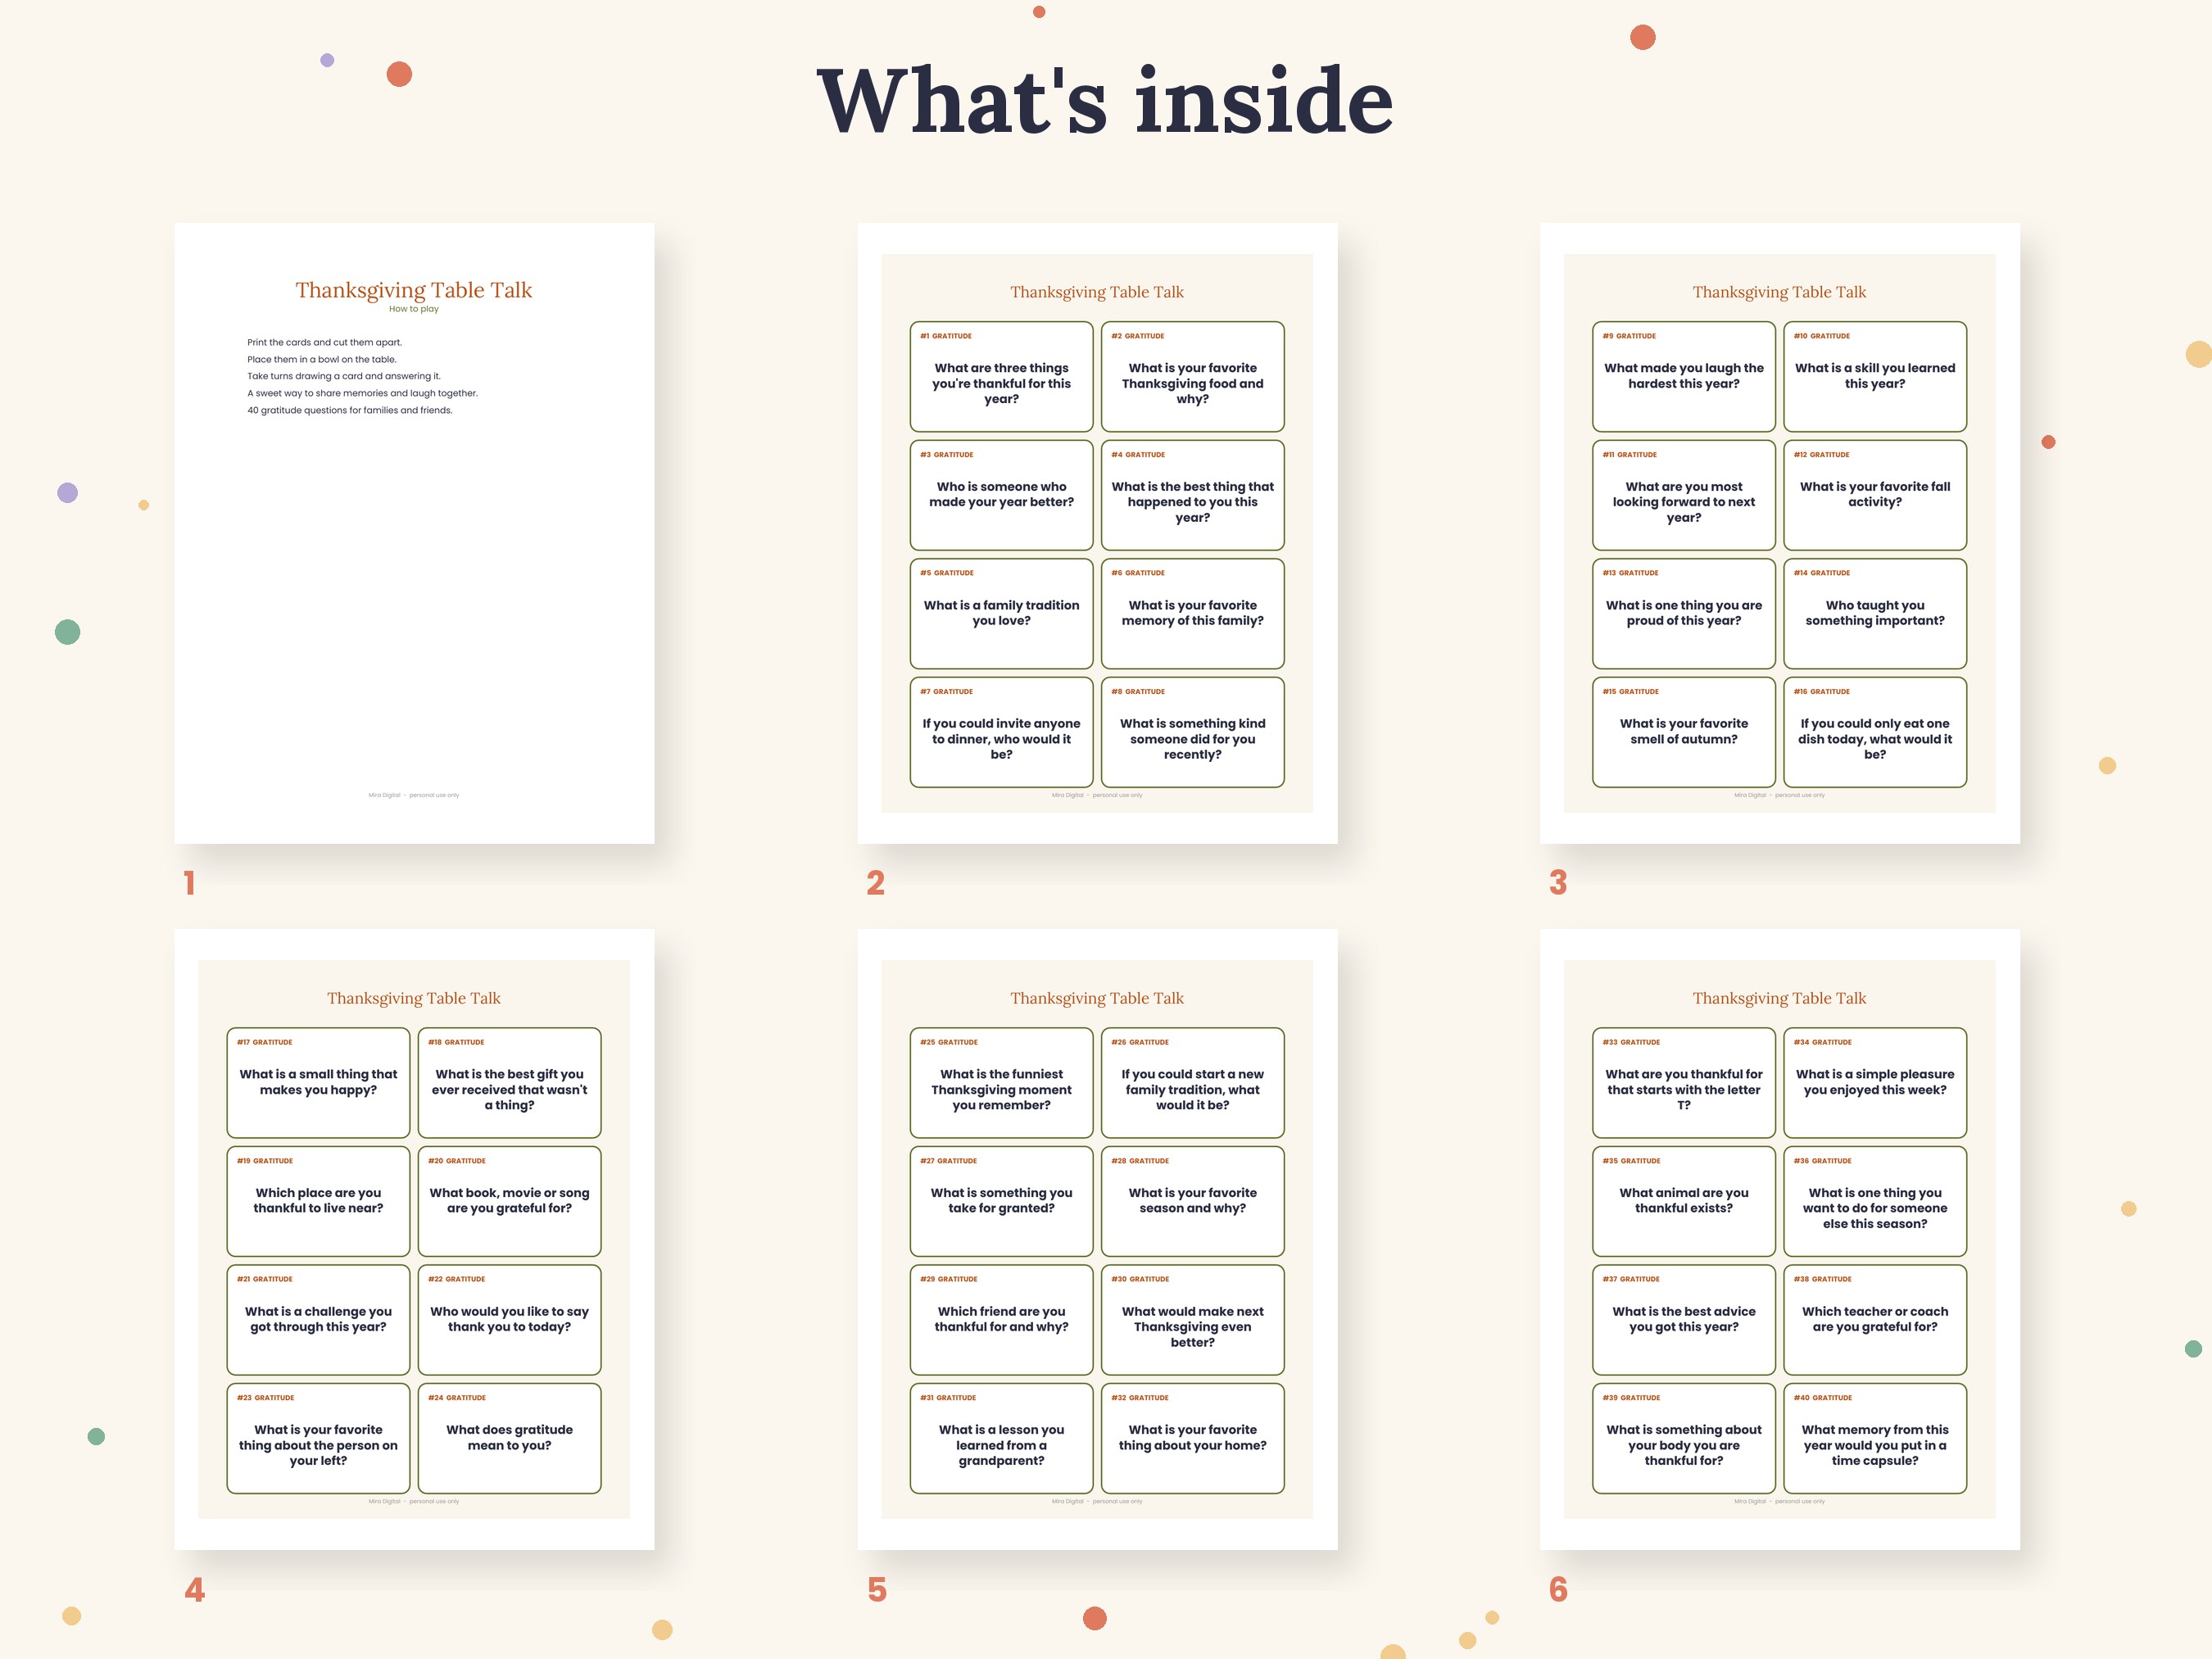 What's inside
Thanksgiving Table Talk
How to play
Print the cards and cut them apart.
Place them in a bowl on the table.
Take turns drawing a card and answering it.
A sweet way to share memories and laugh together.
40 gratitude questions for families and friends.
Mira Digital - personal use only
1
Thanksgiving Table Talk
#1 GRATITUDE
What are three things
you're thankful for this
year?
#2 GRATITUDE
What is your favorite
Thanksgiving food and
why?
#3 GRATITUDE
Who is someone who
made your year better?
#4 GRATITUDE
What is the best thing that
happened to you this
year?
#5 GRATITUDE
What is a family tradition
you love?
#6 GRATITUDE
What is your favorite
memory of this family?
#7 GRATITUDE
If you could invite anyone
to dinner, who would it
be?
#8 GRATITUDE
What is something kind
someone did for you
recently?
Mira Digital - personal use only
2
Thanksgiving Table Talk
#9 GRATITUDE
What made you laugh the
hardest this year?
#10 GRATITUDE
What is a skill you learned
this year?
#11 GRATITUDE
What are you most
looking forward to next
year?
#12 GRATITUDE
What is your favorite fall
activity?
#13 GRATITUDE
What is one thing you are
proud of this year?
#14 GRATITUDE
Who taught you
something important?
#15 GRATITUDE
What is your favorite
smell of autumn?
#16 GRATITUDE
If you could only eat one
dish today, what would it
be?
Mira Digital - personal use only
3
Thanksgiving Table Talk
#17 GRATITUDE
What is a small thing that
makes you happy?
#18 GRATITUDE
What is the best gift you
ever received that wasn't
a thing?
#19 GRATITUDE
Which place are you
thankful to live near?
#20 GRATITUDE
What book, movie or song
are you grateful for?
#21 GRATITUDE
What is a challenge you
got through this year?
#22 GRATITUDE
Who would you like to say
thank you to today?
#23 GRATITUDE
What is your favorite
thing about the person on
your left?
#24 GRATITUDE
What does gratitude
mean to you?
Mira Digital - personal use only
4
Thanksgiving Table Talk
#25 GRATITUDE
What is the funniest
Thanksgiving moment
you remember?
#26 GRATITUDE
If you could start a new
family tradition, what
would it be?
#27 GRATITUDE
What is something you
take for granted?
#28 GRATITUDE
What is your favorite
season and why?
#29 GRATITUDE
Which friend are you
thankful for and why?
#30 GRATITUDE
What would make next
Thanksgiving even
better?
#31 GRATITUDE
What is a lesson you
learned from a
grandparent?
#32 GRATITUDE
What is your favorite
thing about your home?
Mira Digital - personal use only
5
Thanksgiving Table Talk
#33 GRATITUDE
What are you thankful for
that starts with the letter
T?
#34 GRATITUDE
What is a simple pleasure
you enjoyed this week?
#35 GRATITUDE
What animal are you
thankful exists?
#36 GRATITUDE
What is one thing you
want to do for someone
else this season?
#37 GRATITUDE
What is the best advice
you got this year?
#38 GRATITUDE
Which teacher or coach
are you grateful for?
#39 GRATITUDE
What is something about
your body you are
thankful for?
#40 GRATITUDE
What memory from this
year would you put in a
time capsule?
Mira Digital - personal use only
6